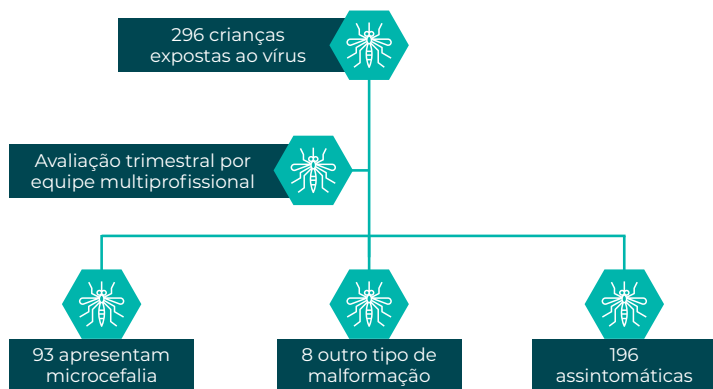 296 crianças
expostas ao vírus
Avaliação trimestral por
equipe multiprofissional
93 apresentam
microcefalia
8 outro tipo de
malformação
196
assintomáticas